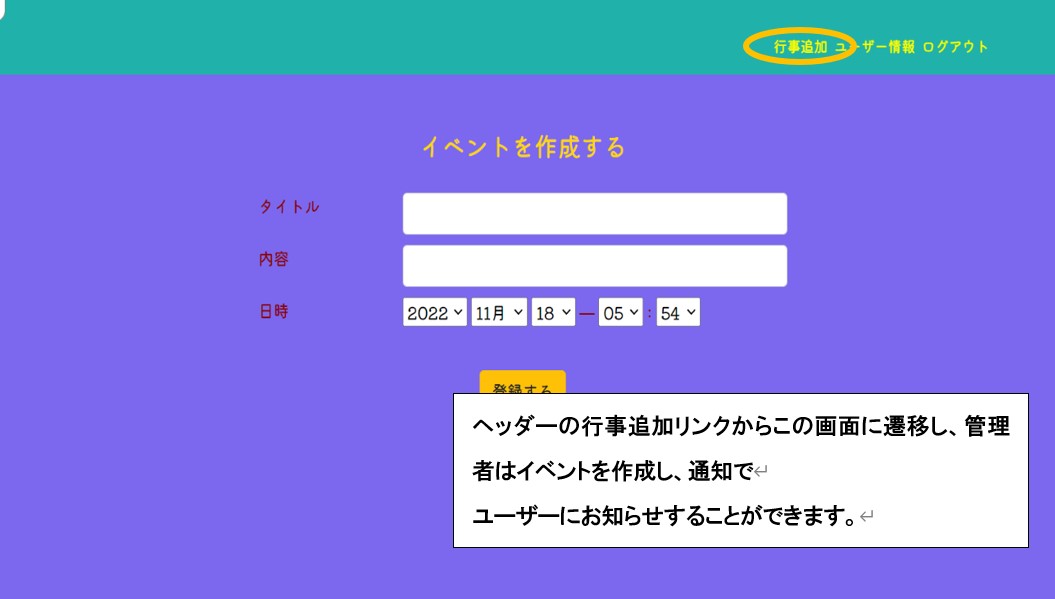 行事追加 ユーザー情報 ログアウト
イベントを作成する
タイトル
内容
日時 2022 11月 18 — 05 : 54
登録する
ヘッダーの行事追加リンクからこの画面に遷移し、管理
者はイベントを作成し、通知で↵
ユーザーにお知らせすることができます。↵